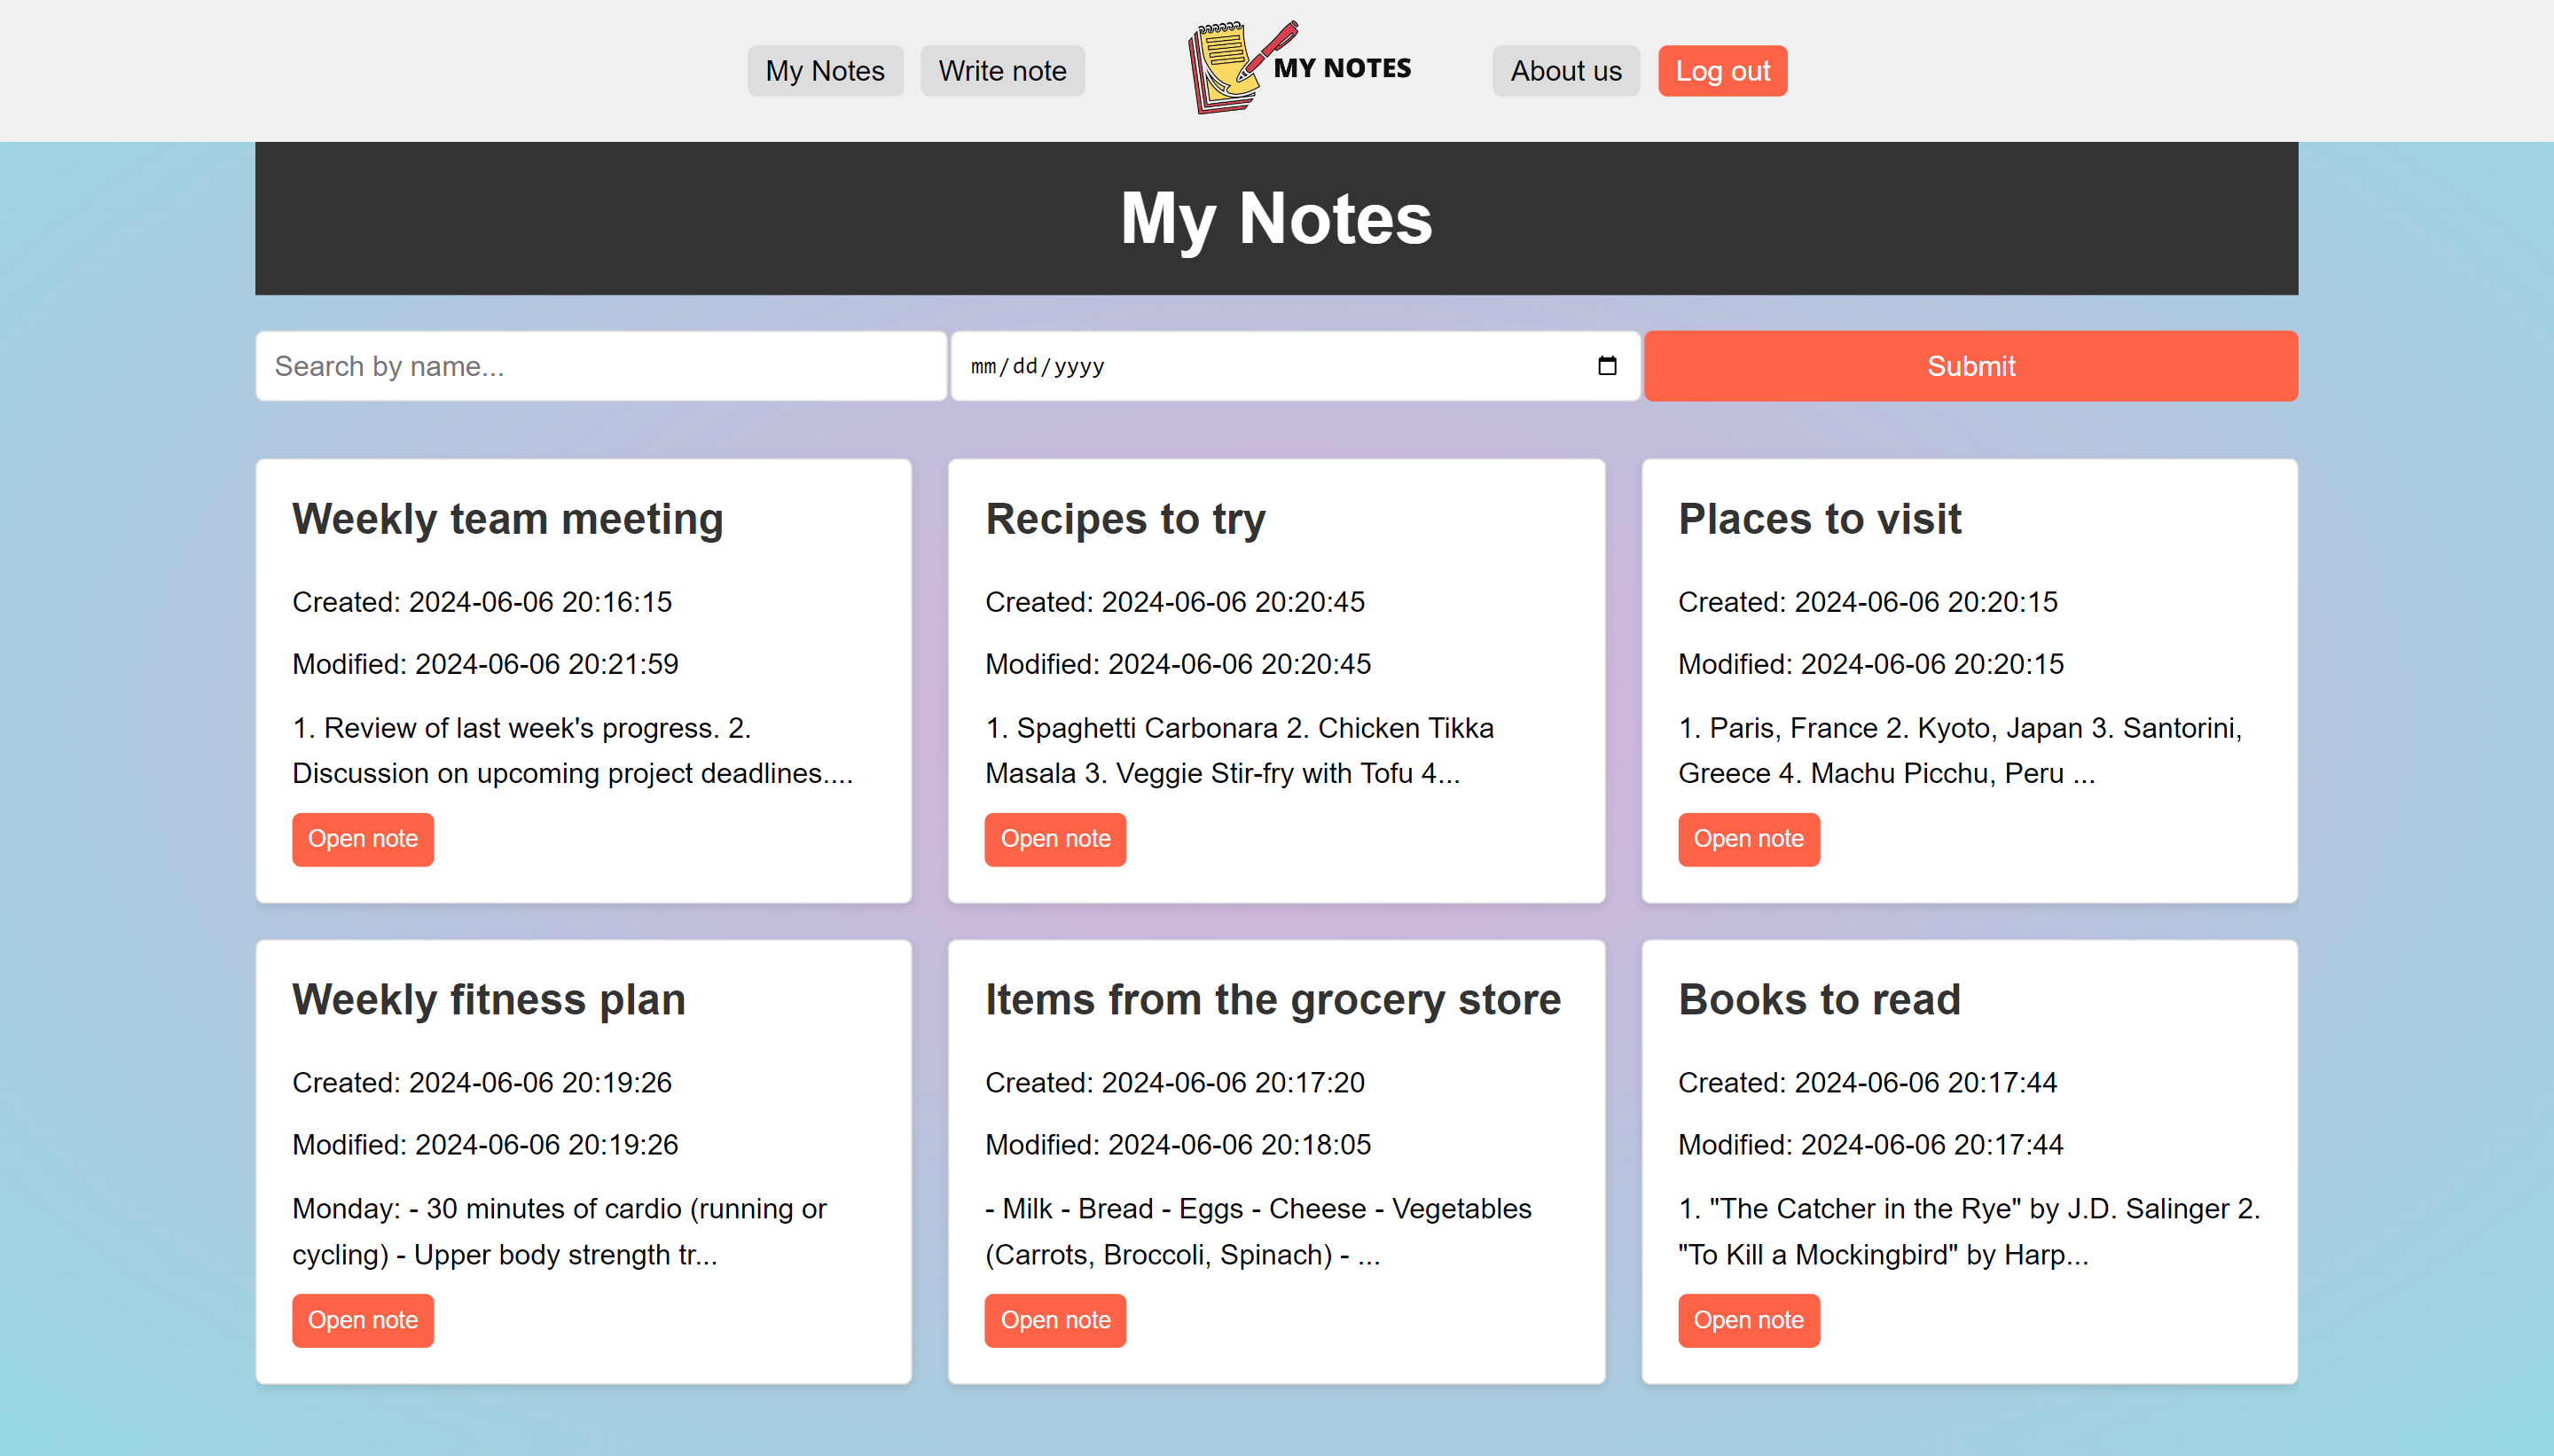 My Notes
Write note
MY NOTES
About us
Log out
My Notes
Search by name...
mm/dd/yyyy
Submit
Weekly team meeting
Created: 2024-06-06 20:16:15
Modified: 2024-06-06 20:21:59
1. Review of last week's progress. 2.
Discussion on upcoming project deadlines....
Open note
Recipes to try
Created: 2024-06-06 20:20:45
Modified: 2024-06-06 20:20:45
1. Spaghetti Carbonara 2. Chicken Tikka
Masala 3. Veggie Stir-fry with Tofu 4...
Open note
Places to visit
Created: 2024-06-06 20:20:15
Modified: 2024-06-06 20:20:15
1. Paris, France 2. Kyoto, Japan 3. Santorini,
Greece 4. Machu Picchu, Peru ...
Open note
Weekly fitness plan
Created: 2024-06-06 20:19:26
Modified: 2024-06-06 20:19:26
Monday: - 30 minutes of cardio (running or
cycling) - Upper body strength tr...
Open note
Items from the grocery store
Created: 2024-06-06 20:17:20
Modified: 2024-06-06 20:18:05
- Milk - Bread - Eggs - Cheese - Vegetables
(Carrots, Broccoli, Spinach) - ...
Open note
Books to read
Created: 2024-06-06 20:17:44
Modified: 2024-06-06 20:17:44
1. "The Catcher in the Rye" by J.D. Salinger 2.
"To Kill a Mockingbird" by Harp...
Open note